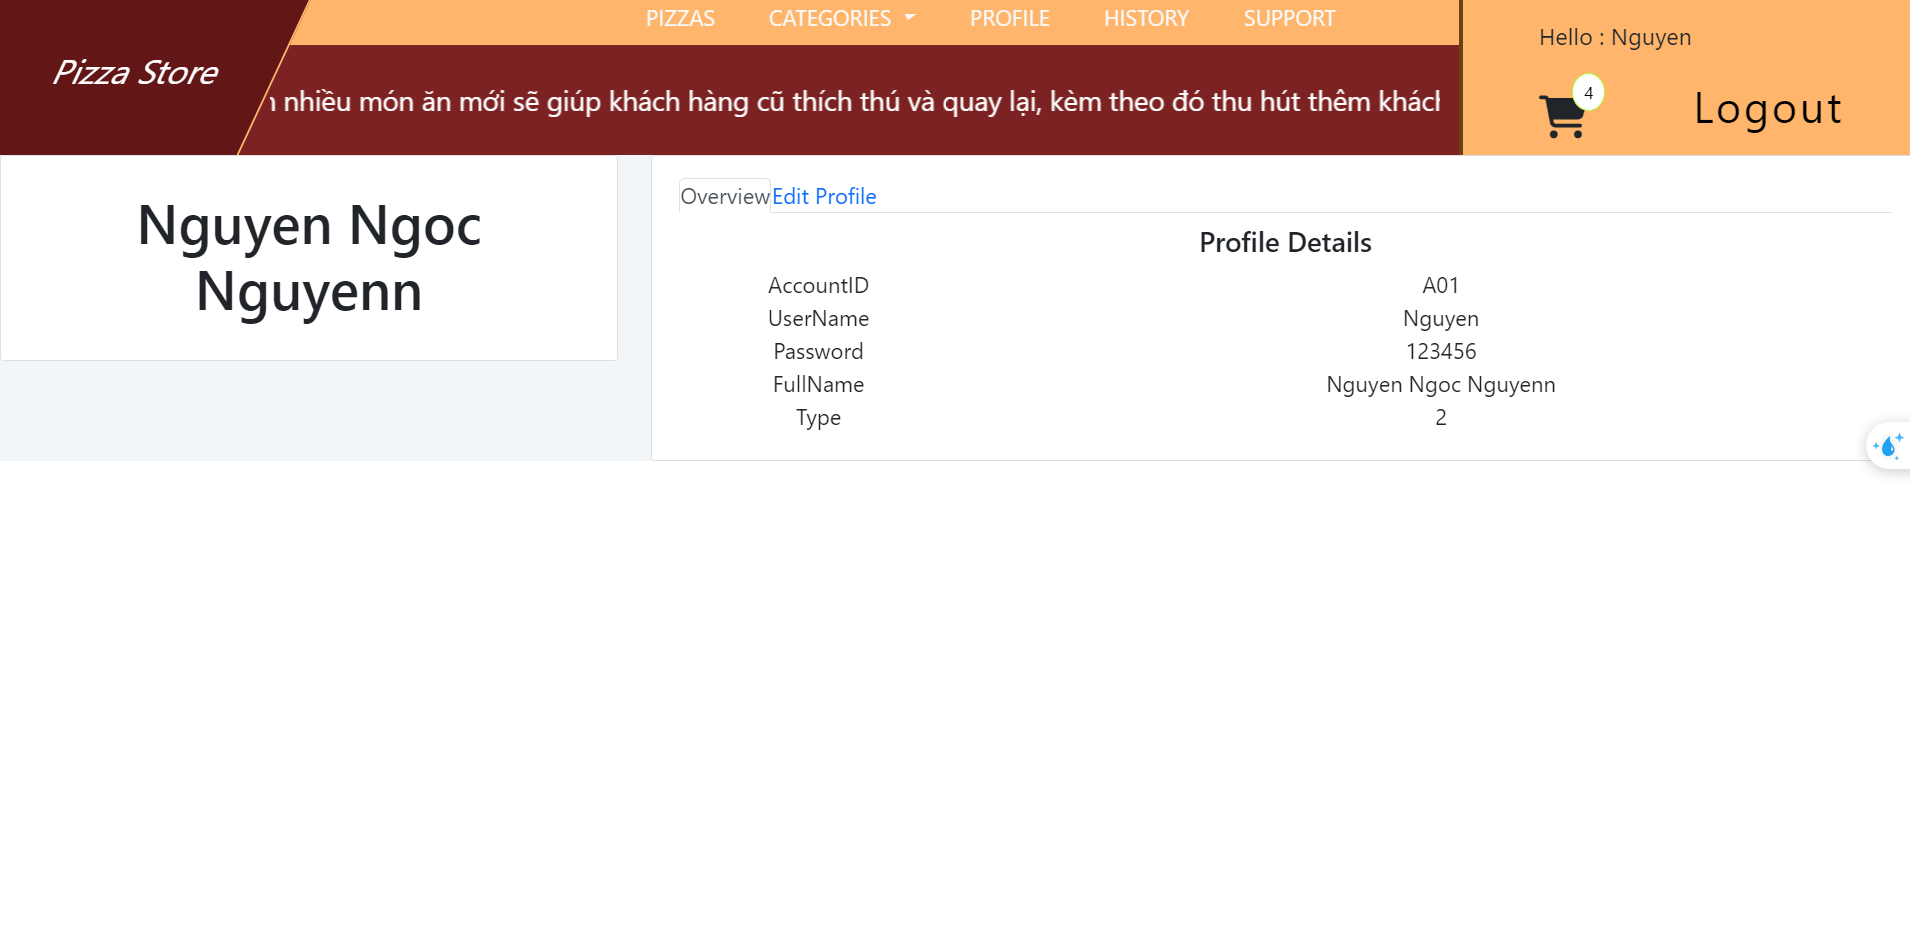 PIZZAS CATEGORIES PROFILE HISTORY SUPPORT
Hello : Nguyen
Pizza Store
nhiều món ăn mới sẽ giúp khách hàng cũ thích thú và quay lại, kèm theo đó thu hút thêm khách
4
Logout
Nguyen Ngoc
Nguyenn
Overview Edit Profile
Profile Details
AccountID A01
UserName Nguyen
Password 123456
FullName Nguyen Ngoc Nguyenn
Type 2